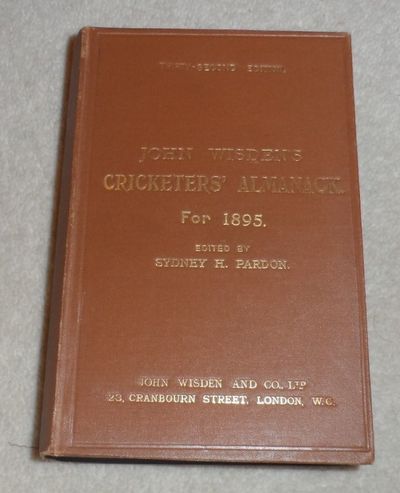 THIRTY-SECOND EDITION.
JOHN WISDEN'S
CRICKETERS' ALMANACK.
For 1895.
EDITED BY
SYDNEY H. PARDON.
JOHN WISDEN AND CO., LTD
23, CRANBOURN STREET, LONDON, W.C.